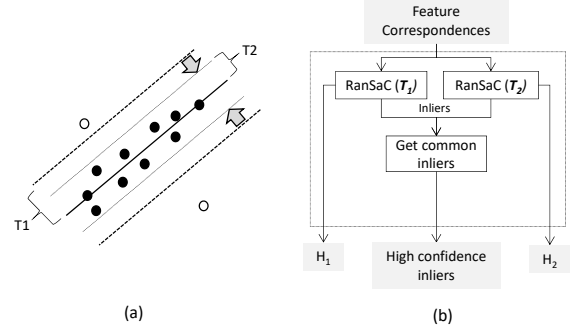 T2
T1
(a)
Feature
Correspondences
RanSaC (T₁)
RanSaC (T₂)
Inliers
Get common
inliers
H₁
High confidence
inliers
H₂
(b)